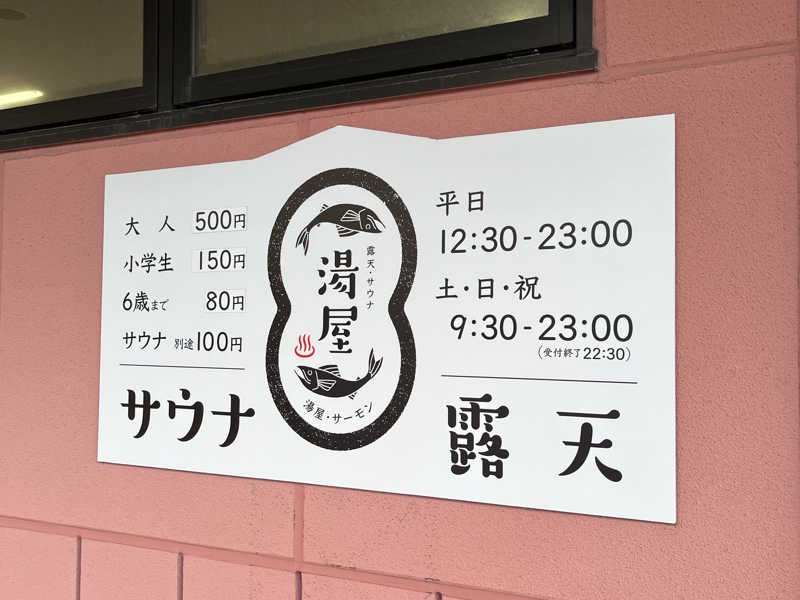 大人 500円
小学生 150円
6歳まで 80円
サウナ 別途100円
サウナ
露天・サウナ
湯屋
♨
湯屋・サーモン
平日
12:30-23:00
土・日・祝
9:30-23:00
(受付終了22:30)
露天